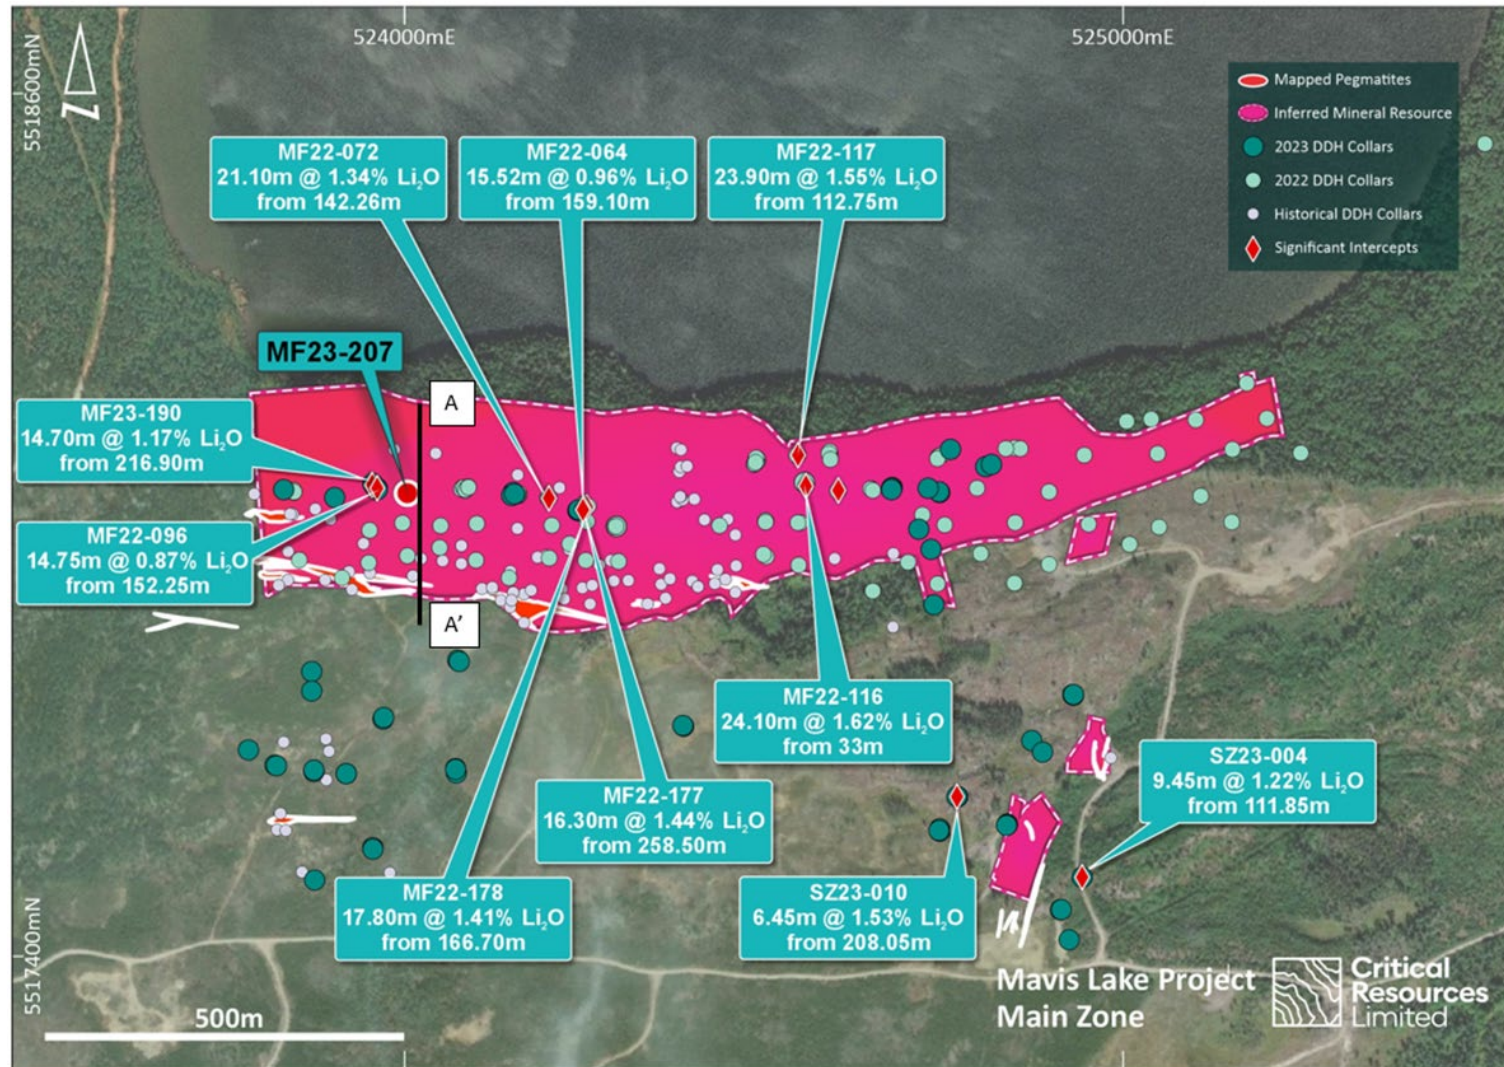 524000mE
525000mE
5518600mN
N
Mapped Pegmatites
Inferred Mineral Resource
2023 DDH Collars
2022 DDH Collars
Historical DDH Collars
Significant Intercepts
MF22-072
21.10m @ 1.34% Li₂O
from 142.26m
MF22-064
15.52m @ 0.96% Li₂O
from 159.10m
MF22-117
23.90m @ 1.55% Li₂O
from 112.75m
MF23-207
A
MF23-190
14.70m @ 1.17% Li₂O
from 216.90m
MF22-096
14.75m @ 0.87% Li₂O
from 152.25m
A'
MF22-116
24.10m @ 1.62% Li₂O
from 33m
SZ23-004
9.45m @ 1.22% Li₂O
from 111.85m
MF22-177
16.30m @ 1.44% Li₂O
from 258.50m
MF22-178
17.80m @ 1.41% Li₂O
from 166.70m
SZ23-010
6.45m @ 1.53% Li₂O
from 208.05m
5517400mN
500m
Mavis Lake Project
Main Zone
Critical
Resources
Limited